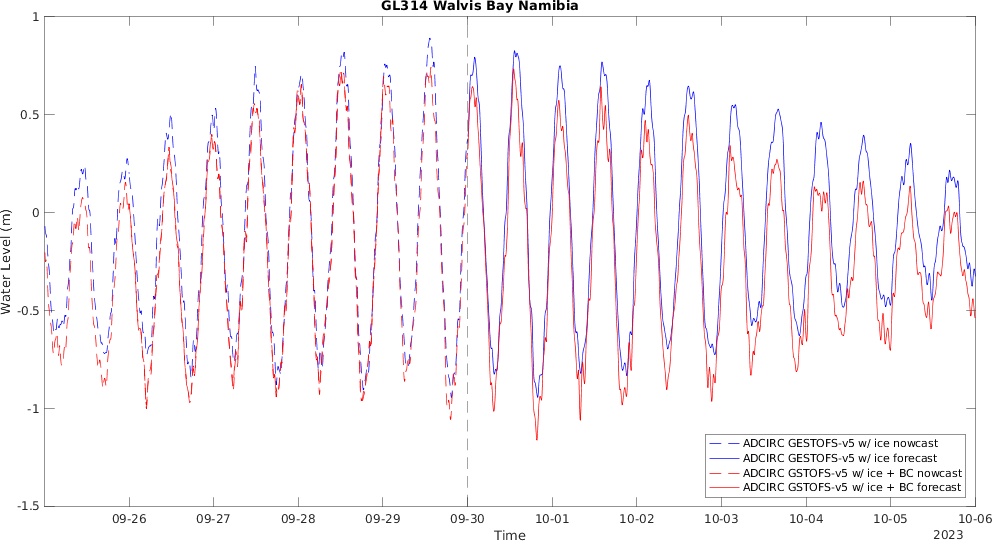 GL314 Walvis Bay Namibia
1
0.5
0
-0.5
-1
-1.5
Water Level (m)
ADCIRC GESTOFS-v5 w/ ice nowcast
ADCIRC GESTOFS-v5 w/ ice forecast
ADCIRC GSTOFS-v5 w/ ice + BC nowcast
ADCIRC GSTOFS-v5 w/ ice + BC forecast
09-26 09-27 09-28 09-29 09-30 10-01 10-02 10-03 10-04 10-05 10-06
Time
2023